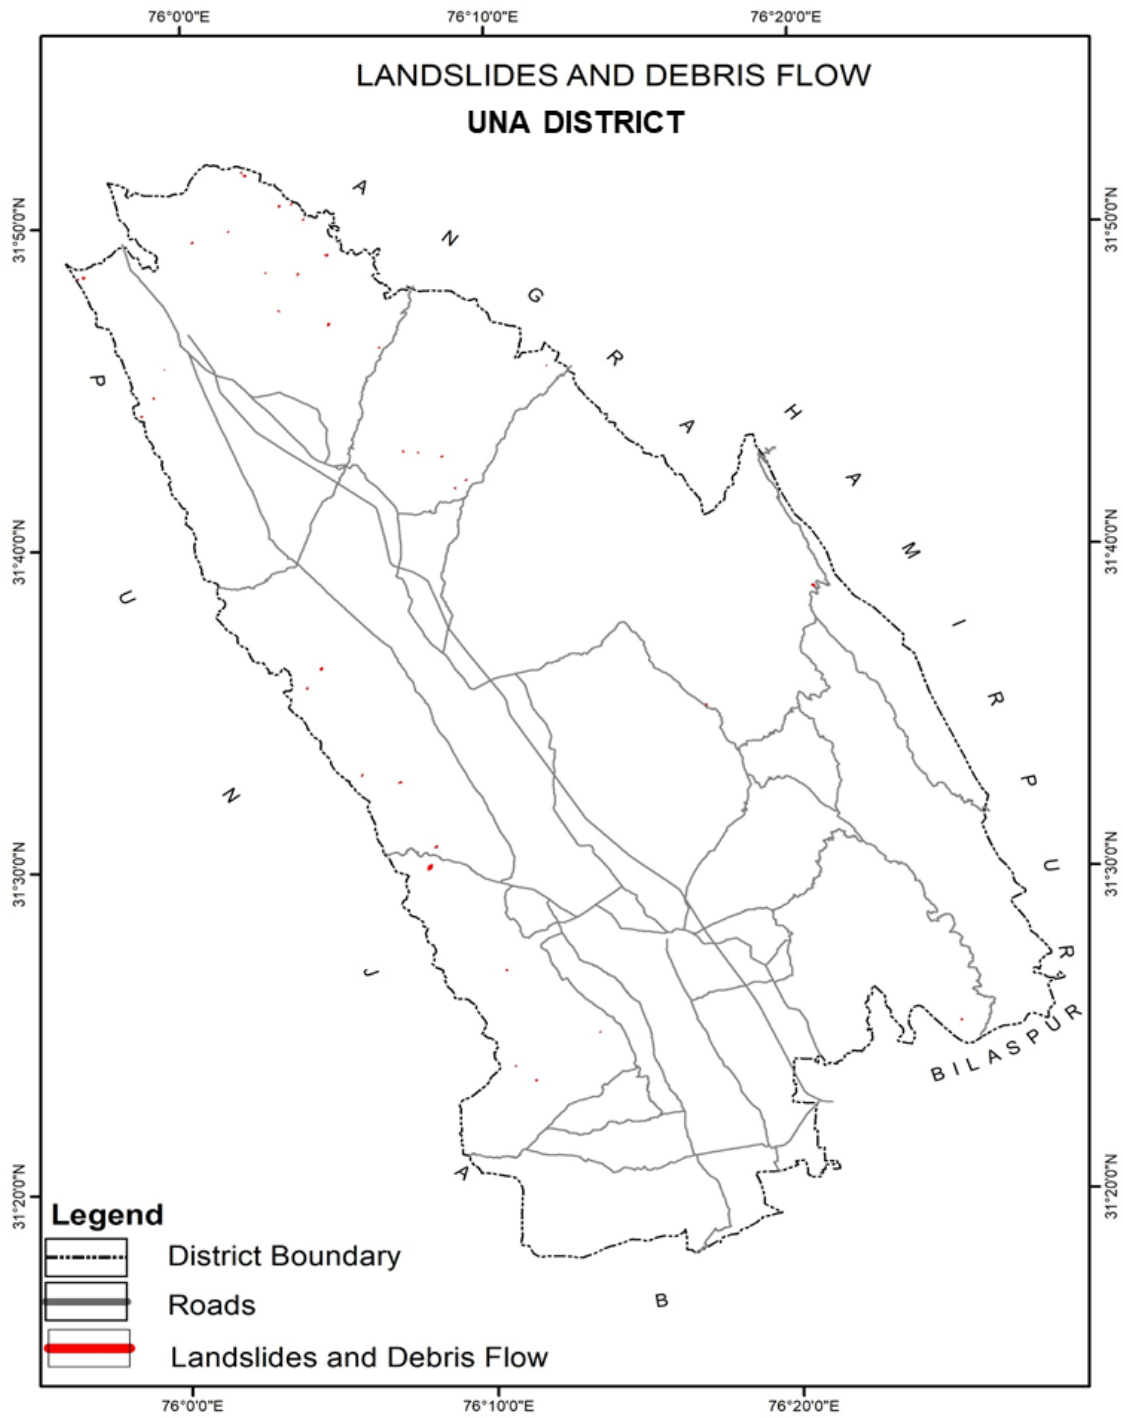 76°0'0"E 76°10'0"E 76°20'0"E
LANDSLIDES AND DEBRIS FLOW
UNA DISTRICT
31°50'0"N
31°40'0"N
31°30'0"N
31°20'0"N
31°50'0"N
31°40'0"N
31°30'0"N
31°20'0"N
A N G R A
H A M I R P U R
BILASPUR
P U N J A B
Legend
District Boundary
Roads
Landslides and Debris Flow
76°0'0"E 76°10'0"E 76°20'0"E